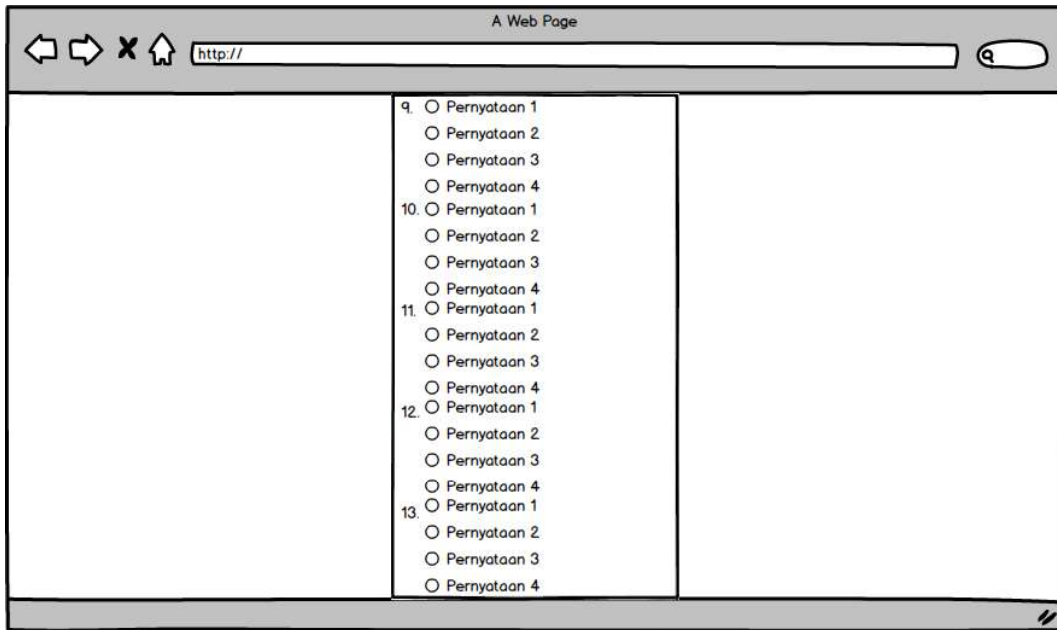 A Web Page
http://
9. Pernyataan 1
Pernyataan 2
Pernyataan 3
Pernyataan 4
10. Pernyataan 1
Pernyataan 2
Pernyataan 3
Pernyataan 4
11. Pernyataan 1
Pernyataan 2
Pernyataan 3
Pernyataan 4
12. Pernyataan 1
Pernyataan 2
Pernyataan 3
Pernyataan 4
13. Pernyataan 1
Pernyataan 2
Pernyataan 3
Pernyataan 4